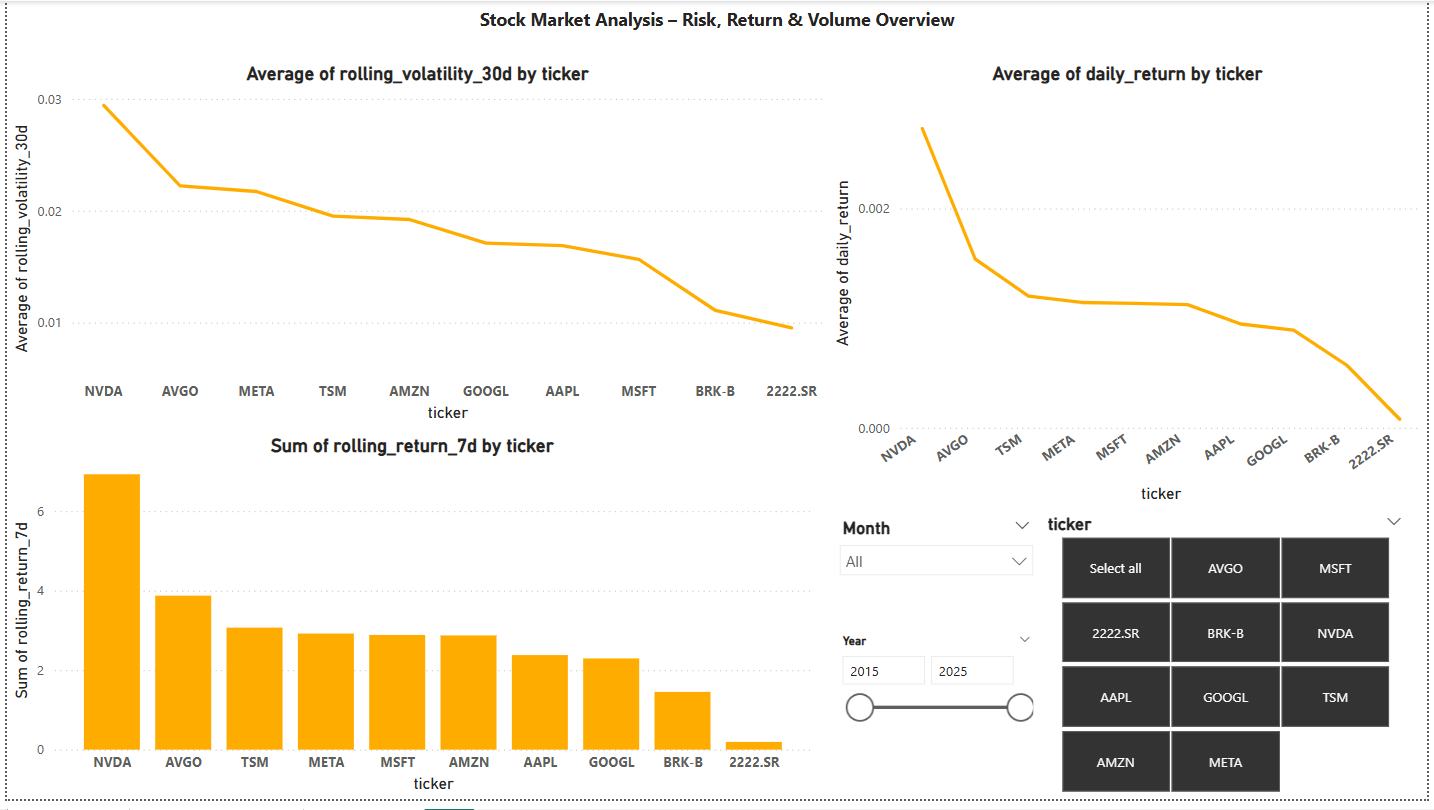 Stock Market Analysis – Risk, Return & Volume Overview
Average of rolling_volatility_30d by ticker
Average of rolling_volatility_30d
0.03
0.02
0.01
NVDA AVGO META TSM AMZN GOOGL AAPL MSFT BRK-B 2222.SR
ticker
Average of daily_return by ticker
Average of daily_return
0.002
0.000
NVDA AVGO TSM META MSFT AMZN AAPL GOOGL BRK-B 2222.SR
ticker
Sum of rolling_return_7d by ticker
Sum of rolling_return_7d
6
4
2
0
NVDA AVGO TSM META MSFT AMZN AAPL GOOGL BRK-B 2222.SR
ticker
Month
All
Year
2015 2025
ticker
Select all AVGO MSFT
2222.SR BRK-B NVDA
AAPL GOOGL TSM
AMZN META